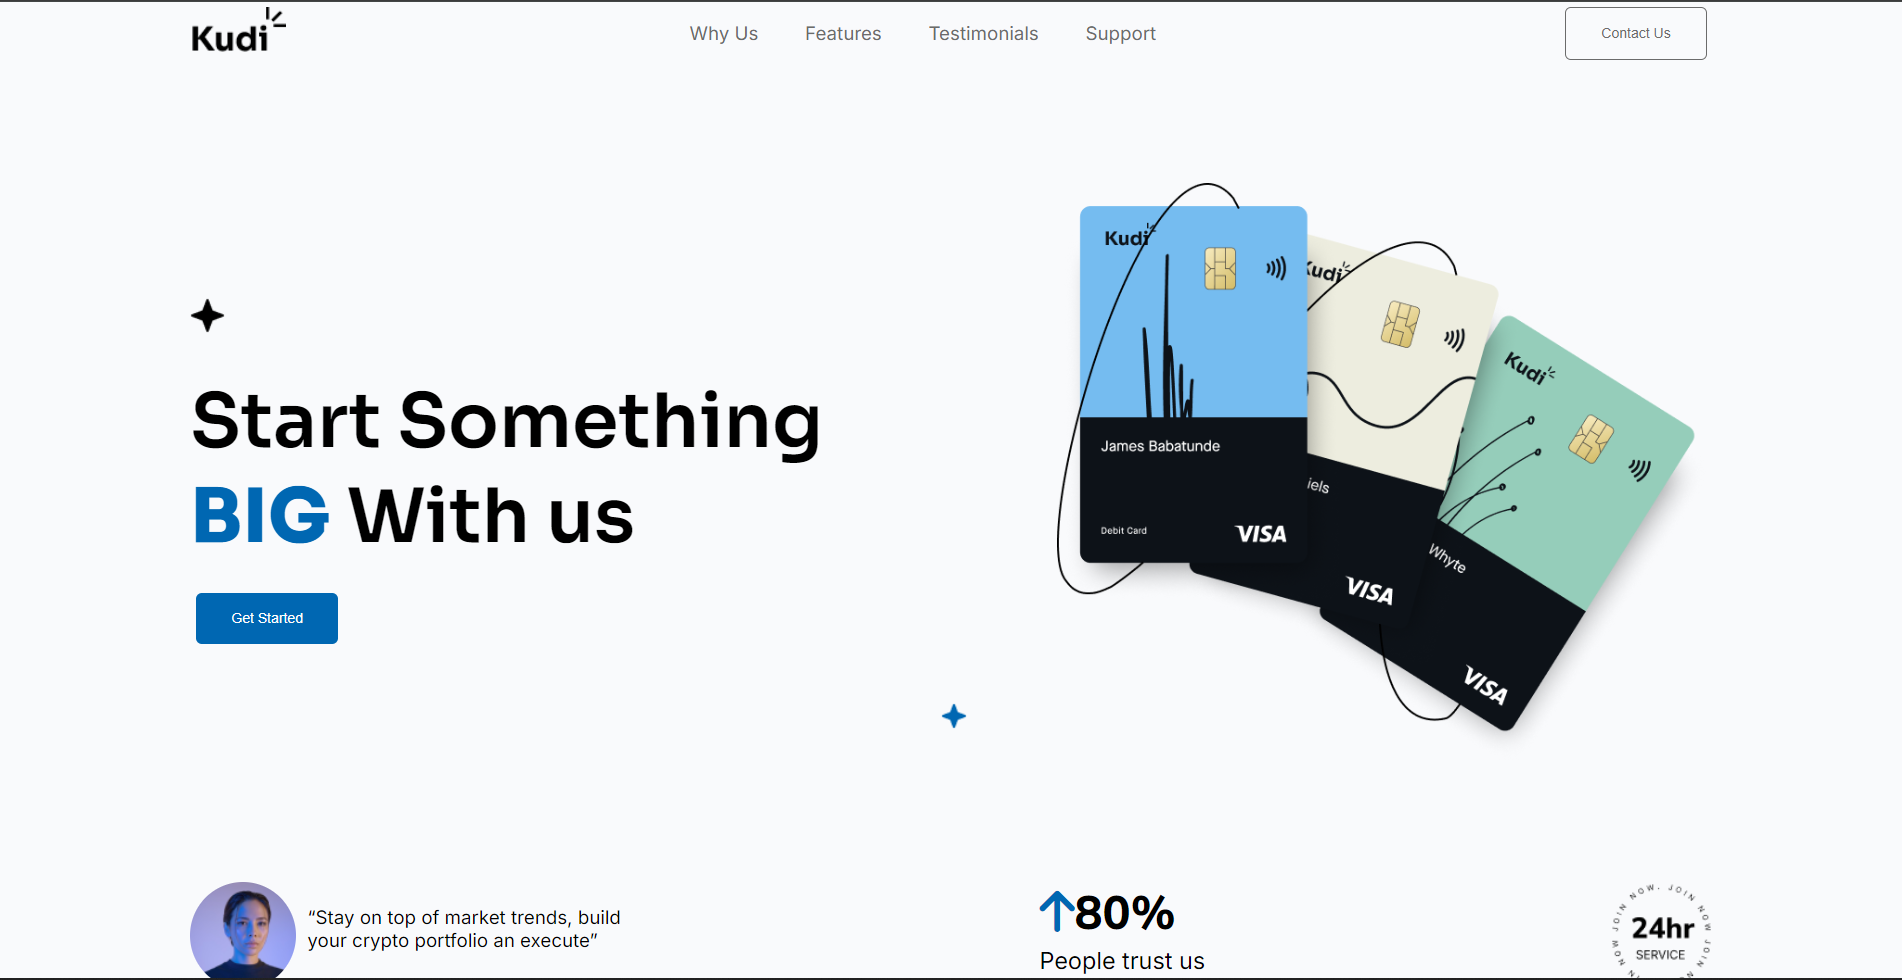 Kudi
Why Us
Features
Testimonials
Support
Contact Us
Start Something
BIG With us
Get Started
Kudi
James Babatunde
Debit Card
VISA
Kudi
iels
VISA
Kudi
Whyte
VISA
“Stay on top of market trends, build
your crypto portfolio an execute”
80%
People trust us
JOIN NOW. JOIN NOW JOIN NOW
24hr
SERVICE